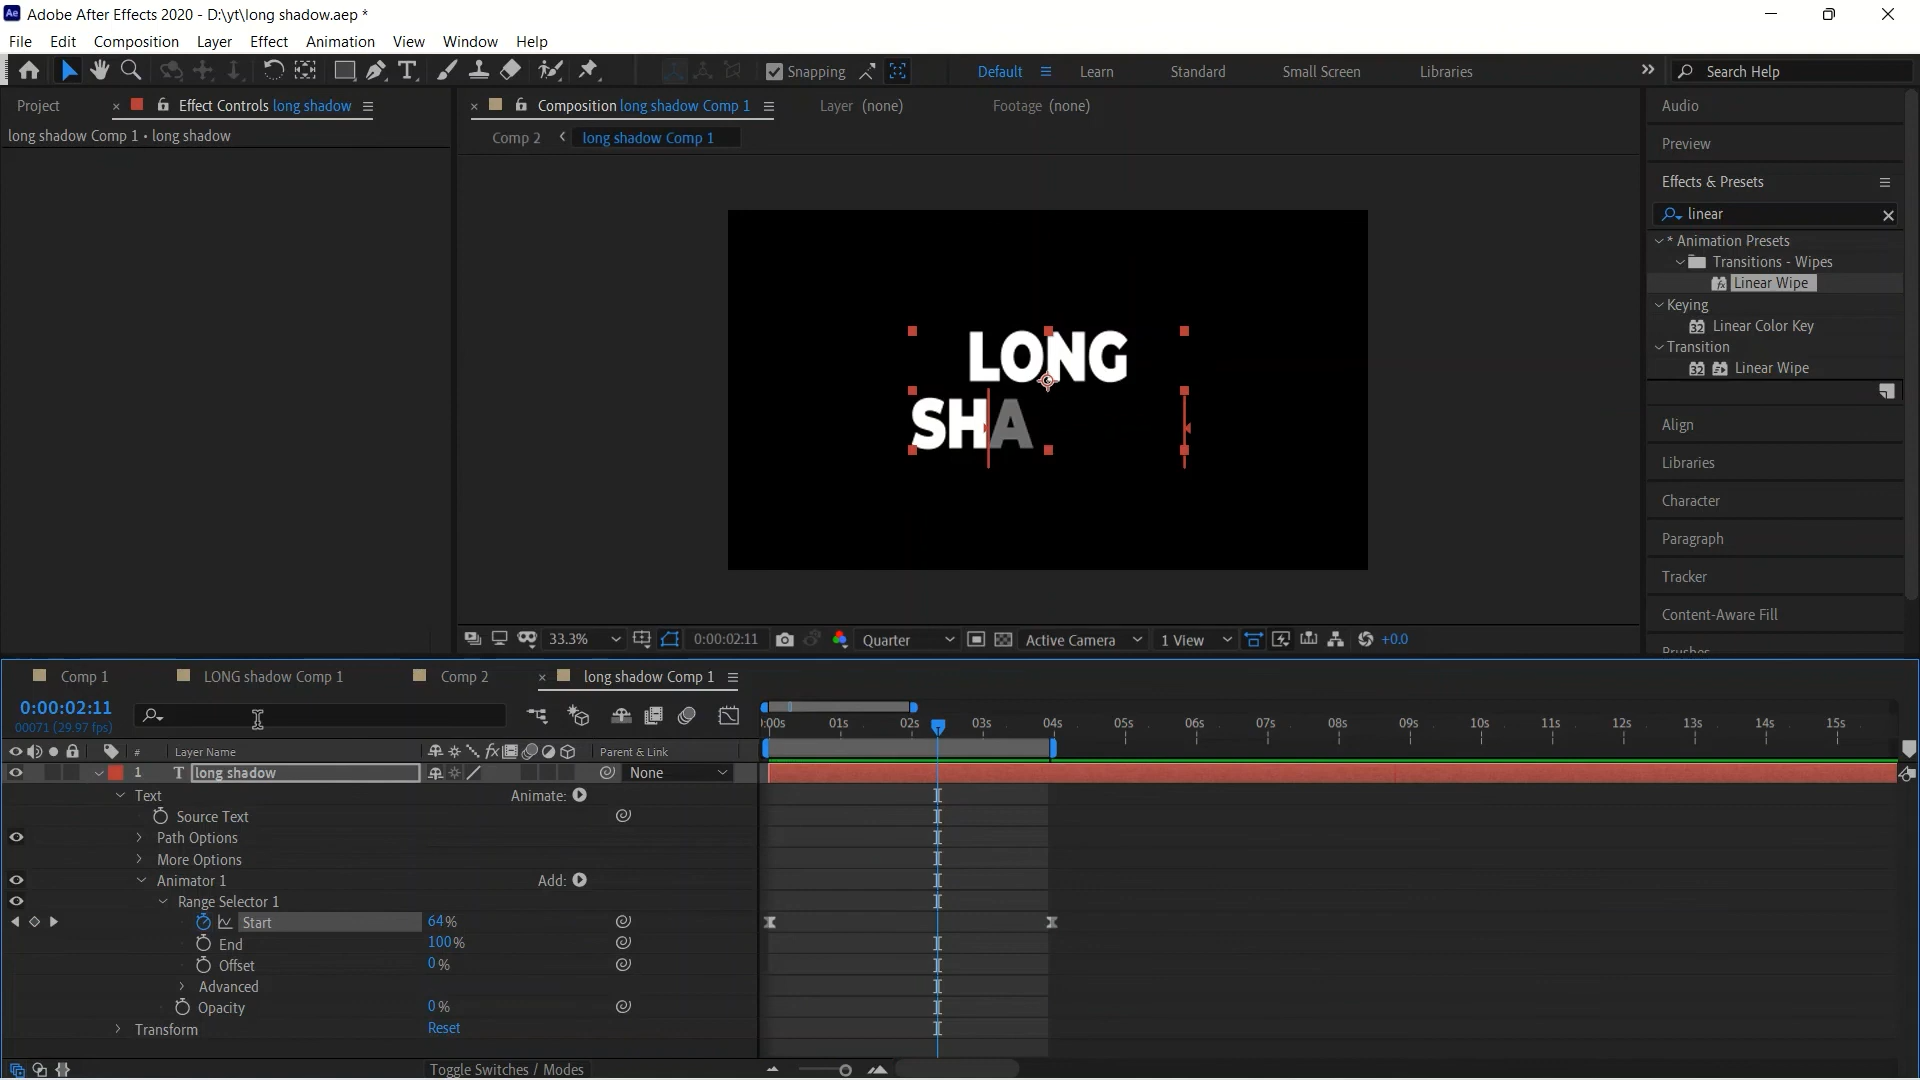 Adobe After Effects 2020 - D:\yt\long shadow.aep *
File Edit Composition Layer Effect Animation View Window Help
Snapping Default Learn Standard Small Screen Libraries Search Help
Project Effect Controls long shadow
long shadow Comp 1 • long shadow
Composition long shadow Comp 1 Layer (none) Footage (none)
Comp 2 long shadow Comp 1
LONG
SHA
33.3% 0:00:02:11 Quarter Active Camera 1 View +0.0
Audio
Preview
Effects & Presets
linear
* Animation Presets
Transitions - Wipes
Linear Wipe
Keying
32 Linear Color Key
Transition
32 Linear Wipe
Align
Libraries
Character
Paragraph
Tracker
Content-Aware Fill
Brushes
Comp 1 LONG shadow Comp 1 Comp 2 long shadow Comp 1
0:00:02:11
00071 (29.97 fps)
:00s 01s 02s 03s 04s 05s 06s 07s 08s 09s 10s 11s 12s 13s 14s 15s
# Layer Name Parent & Link
1 T long shadow None
Text Animate:
Source Text
Path Options
More Options
Animator 1 Add:
Range Selector 1
Start 64%
End 100%
Offset 0%
Advanced
Opacity 0%
Transform Reset
Toggle Switches / Modes